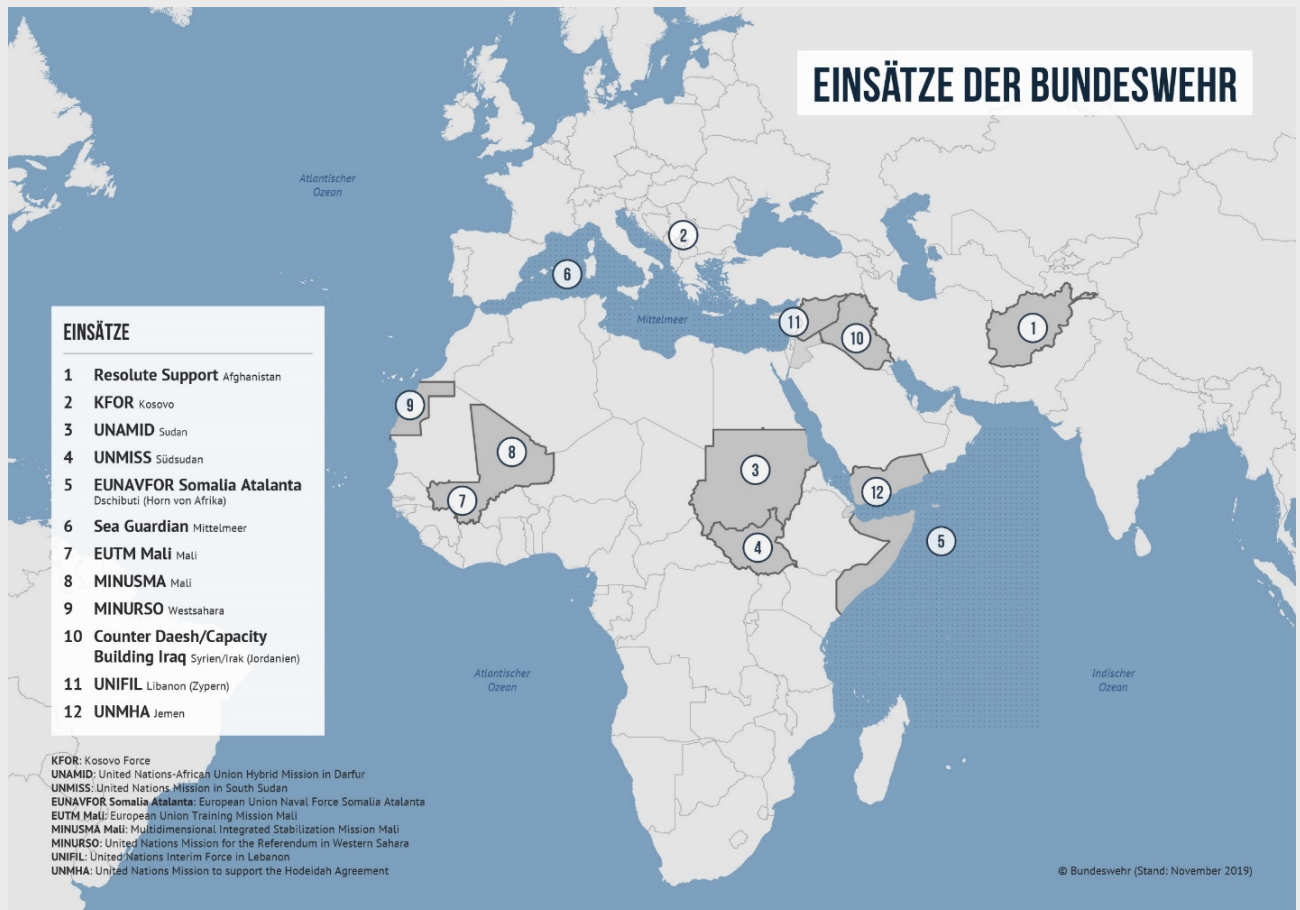 EINSÄTZE DER BUNDESWEHR
Atlantischer
Ozean
2
6
Mittelmeer
11
10
1
9
8
7
3
12
4
5
Atlantischer
Ozean
Indischer
Ozean
EINSÄTZE
1 Resolute Support Afghanistan
2 KFOR Kosovo
3 UNAMID Sudan
4 UNMISS Südsudan
5 EUNAVFOR Somalia Atalanta
Dschibuti (Horn von Afrika)
6 Sea Guardian Mittelmeer
7 EUTM Mali Mali
8 MINUSMA Mali
9 MINURSO Westsahara
10 Counter Daesh/Capacity
Building Iraq Syrien/Irak (Jordanien)
11 UNIFIL Libanon (Zypern)
12 UNMHA Jemen
KFOR: Kosovo Force
UNAMID: United Nations-African Union Hybrid Mission in Darfur
UNMISS: United Nations Mission in South Sudan
EUNAVFOR Somalia Atalanta: European Union Naval Force Somalia Atalanta
EUTM Mali: European Union Training Mission Mali
MINUSMA Mali: Multidimensional Integrated Stabilization Mission Mali
MINURSO: United Nations Mission for the Referendum in Western Sahara
UNIFIL: United Nations Interim Force in Lebanon
UNMHA: United Nations Mission to support the Hodeidah Agreement
© Bundeswehr (Stand: November 2019)